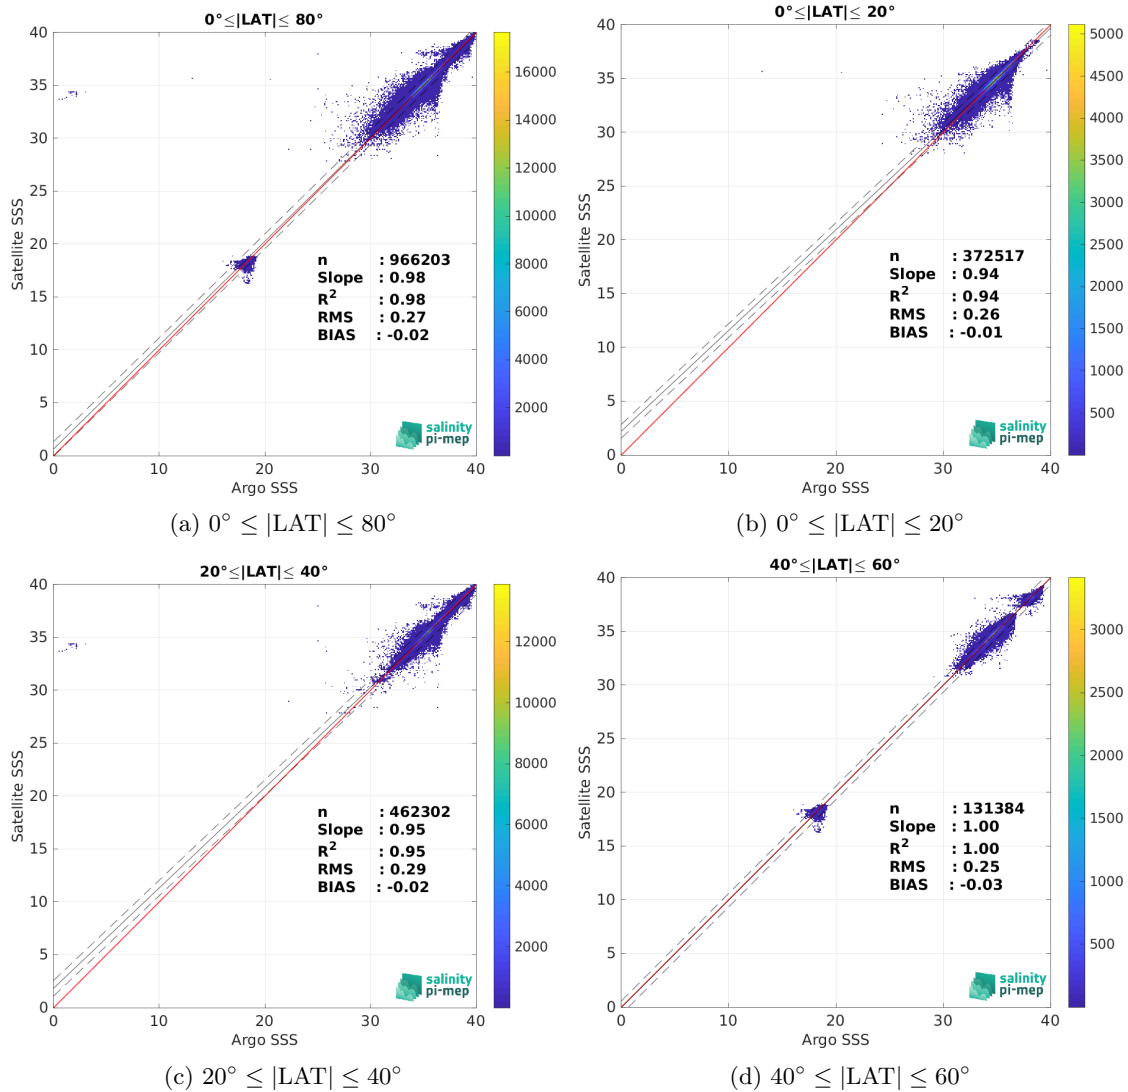 0°≤|LAT|≤ 80°
40
35
30
25
20
15
10
5
0
Satellite SSS
0
10
20
30
40
Argo SSS
16000
14000
12000
10000
8000
6000
4000
2000
n : 966203
Slope : 0.98
R² : 0.98
RMS : 0.27
BIAS : -0.02
salinity
pi-mep
(a) 0° ≤ |LAT| ≤ 80°
0°≤|LAT|≤ 20°
40
35
30
25
20
15
10
5
0
Satellite SSS
0
10
20
30
40
Argo SSS
5000
4500
4000
3500
3000
2500
2000
1500
1000
500
n : 372517
Slope : 0.94
R² : 0.94
RMS : 0.26
BIAS : -0.01
salinity
pi-mep
(b) 0° ≤ |LAT| ≤ 20°
20°≤|LAT|≤ 40°
40
35
30
25
20
15
10
5
0
Satellite SSS
0
10
20
30
40
Argo SSS
12000
10000
8000
6000
4000
2000
n : 462302
Slope : 0.95
R² : 0.95
RMS : 0.29
BIAS : -0.02
salinity
pi-mep
(c) 20° ≤ |LAT| ≤ 40°
40°≤|LAT|≤ 60°
40
35
30
25
20
15
10
5
0
Satellite SSS
0
10
20
30
40
Argo SSS
3000
2500
2000
1500
1000
500
n : 131384
Slope : 1.00
R² : 1.00
RMS : 0.25
BIAS : -0.03
salinity
pi-mep
(d) 40° ≤ |LAT| ≤ 60°